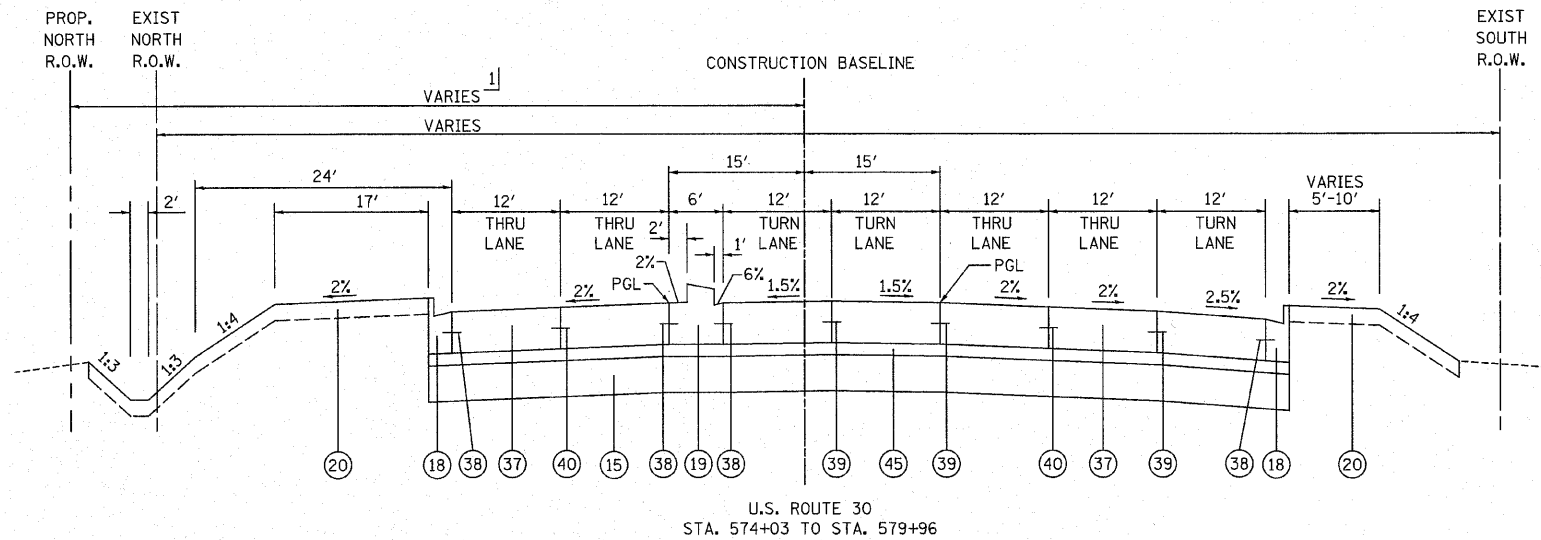 PROP.
NORTH
R.O.W.
EXIST
NORTH
R.O.W.
EXIST
SOUTH
R.O.W.
CONSTRUCTION BASELINE
VARIES 1
VARIES
15'
15'
24'
VARIES
5'-10'
2'
17'
12'
THRU
LANE
12'
THRU
LANE
6'
12'
TURN
LANE
12'
TURN
LANE
12'
THRU
LANE
12'
THRU
LANE
12'
TURN
LANE
2'
1'
2%
6%
PGL
PGL
2%
2%
1.5%
1.5%
2%
2%
2.5%
2%
1:3
1:3
1:4
1:4
20
18
38
37
40
15
38
19
38
39
45
39
40
37
39
38
18
20
U.S. ROUTE 30
STA. 574+03 TO STA. 579+96